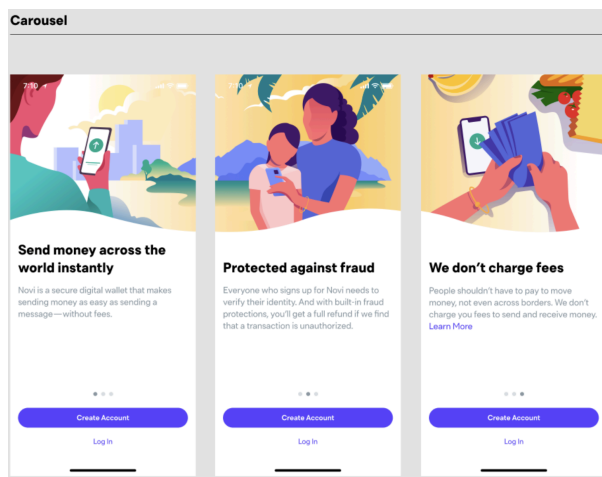 Carousel
7:10
Send money across the
world instantly
Novi is a secure digital wallet that makes
sending money as easy as sending a
message—without fees.
Create Account
Log In
7:10
Protected against fraud
Everyone who signs up for Novi needs to
verify their identity. And with built-in fraud
protections, you'll get a full refund if we find
that a transaction is unauthorized.
Create Account
Log In
We don't charge fees
People shouldn't have to pay to move
money, not even across borders. We don't
charge you fees to send and receive money.
Learn More
Create Account
Log In